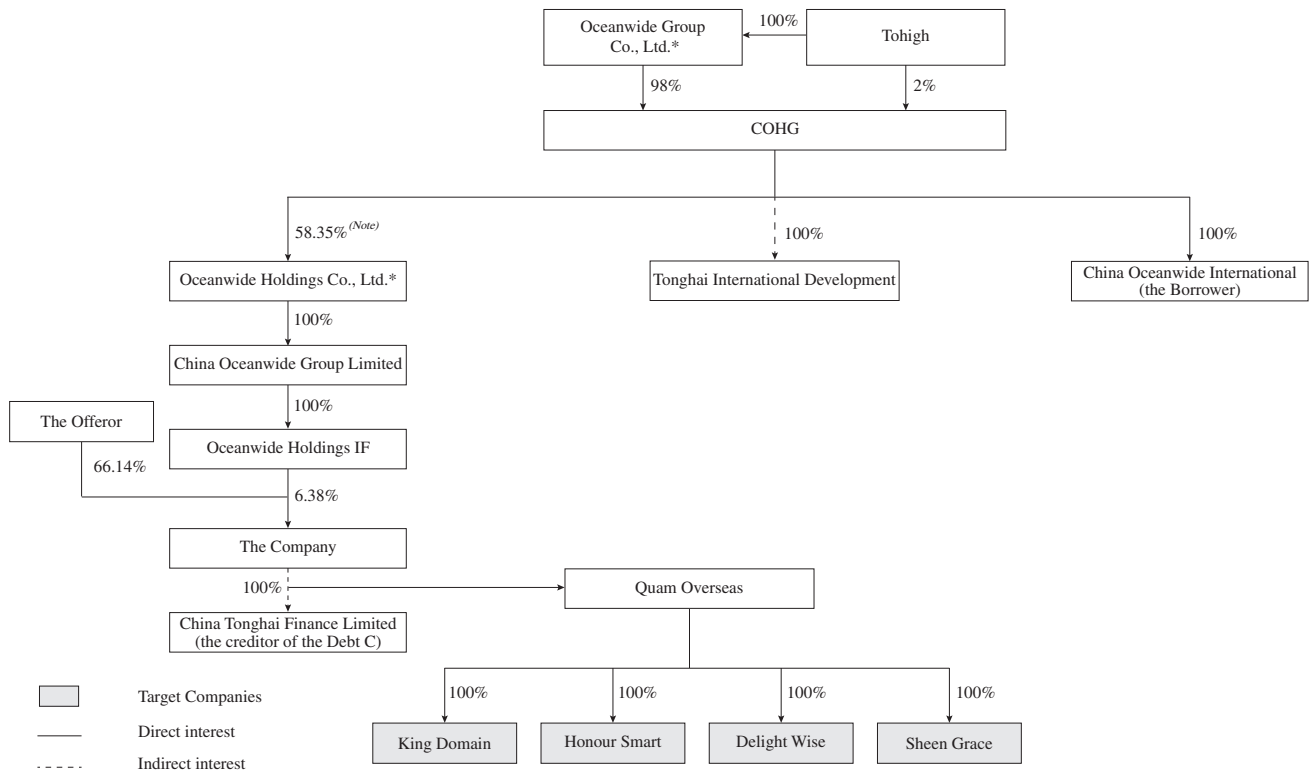 Oceanwide Group
Co., Ltd.*
100%
Tohigh
98%
2%
COHG
58.35% (Note)
100%
100%
Oceanwide Holdings Co., Ltd.*
Tonghai International Development
China Oceanwide International
(the Borrower)
100%
China Oceanwide Group Limited
100%
The Offeror
Oceanwide Holdings IF
66.14%
6.38%
The Company
100%
Quam Overseas
China Tonghai Finance Limited
(the creditor of the Debt C)
100%
100%
100%
100%
King Domain
Honour Smart
Delight Wise
Sheen Grace
Target Companies
Direct interest
Indirect interest